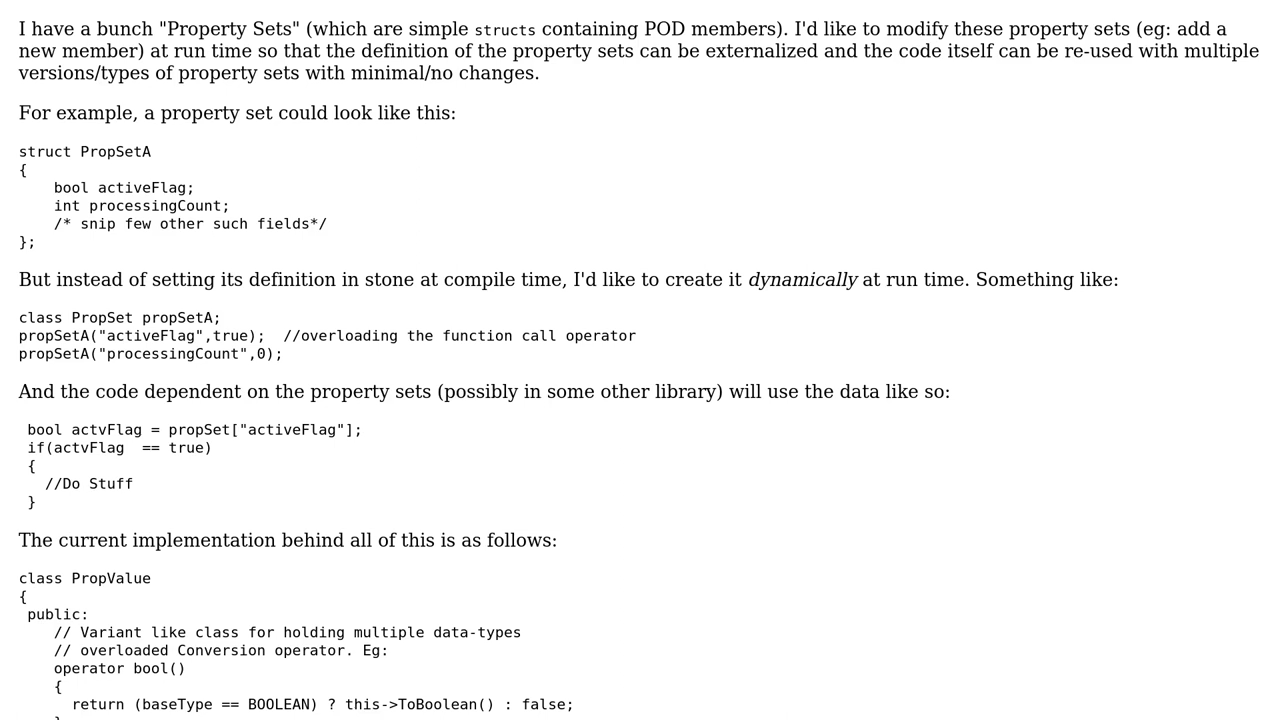 I have a bunch "Property Sets" (which are simple structs containing POD members). I'd like to modify these property sets (eg: add a
new member) at run time so that the definition of the property sets can be externalized and the code itself can be re-used with multiple
versions/types of property sets with minimal/no changes.
For example, a property set could look like this:
struct PropSetA
{
    bool activeFlag;
    int processingCount;
    /* snip few other such fields*/
};
But instead of setting its definition in stone at compile time, I'd like to create it dynamically at run time. Something like:
class PropSet propSetA;
propSetA("activeFlag",true);  //overloading the function call operator
propSetA("processingCount",0);
And the code dependent on the property sets (possibly in some other library) will use the data like so:
 bool actvFlag = propSet["activeFlag"];
 if(actvFlag  == true)
 {
   //Do Stuff
 }
The current implementation behind all of this is as follows:
class PropValue
{
 public:
    // Variant like class for holding multiple data-types
    // overloaded Conversion operator. Eg:
    operator bool()
    {
      return (baseType == BOOLEAN) ? this->ToBoolean() : false;
    }